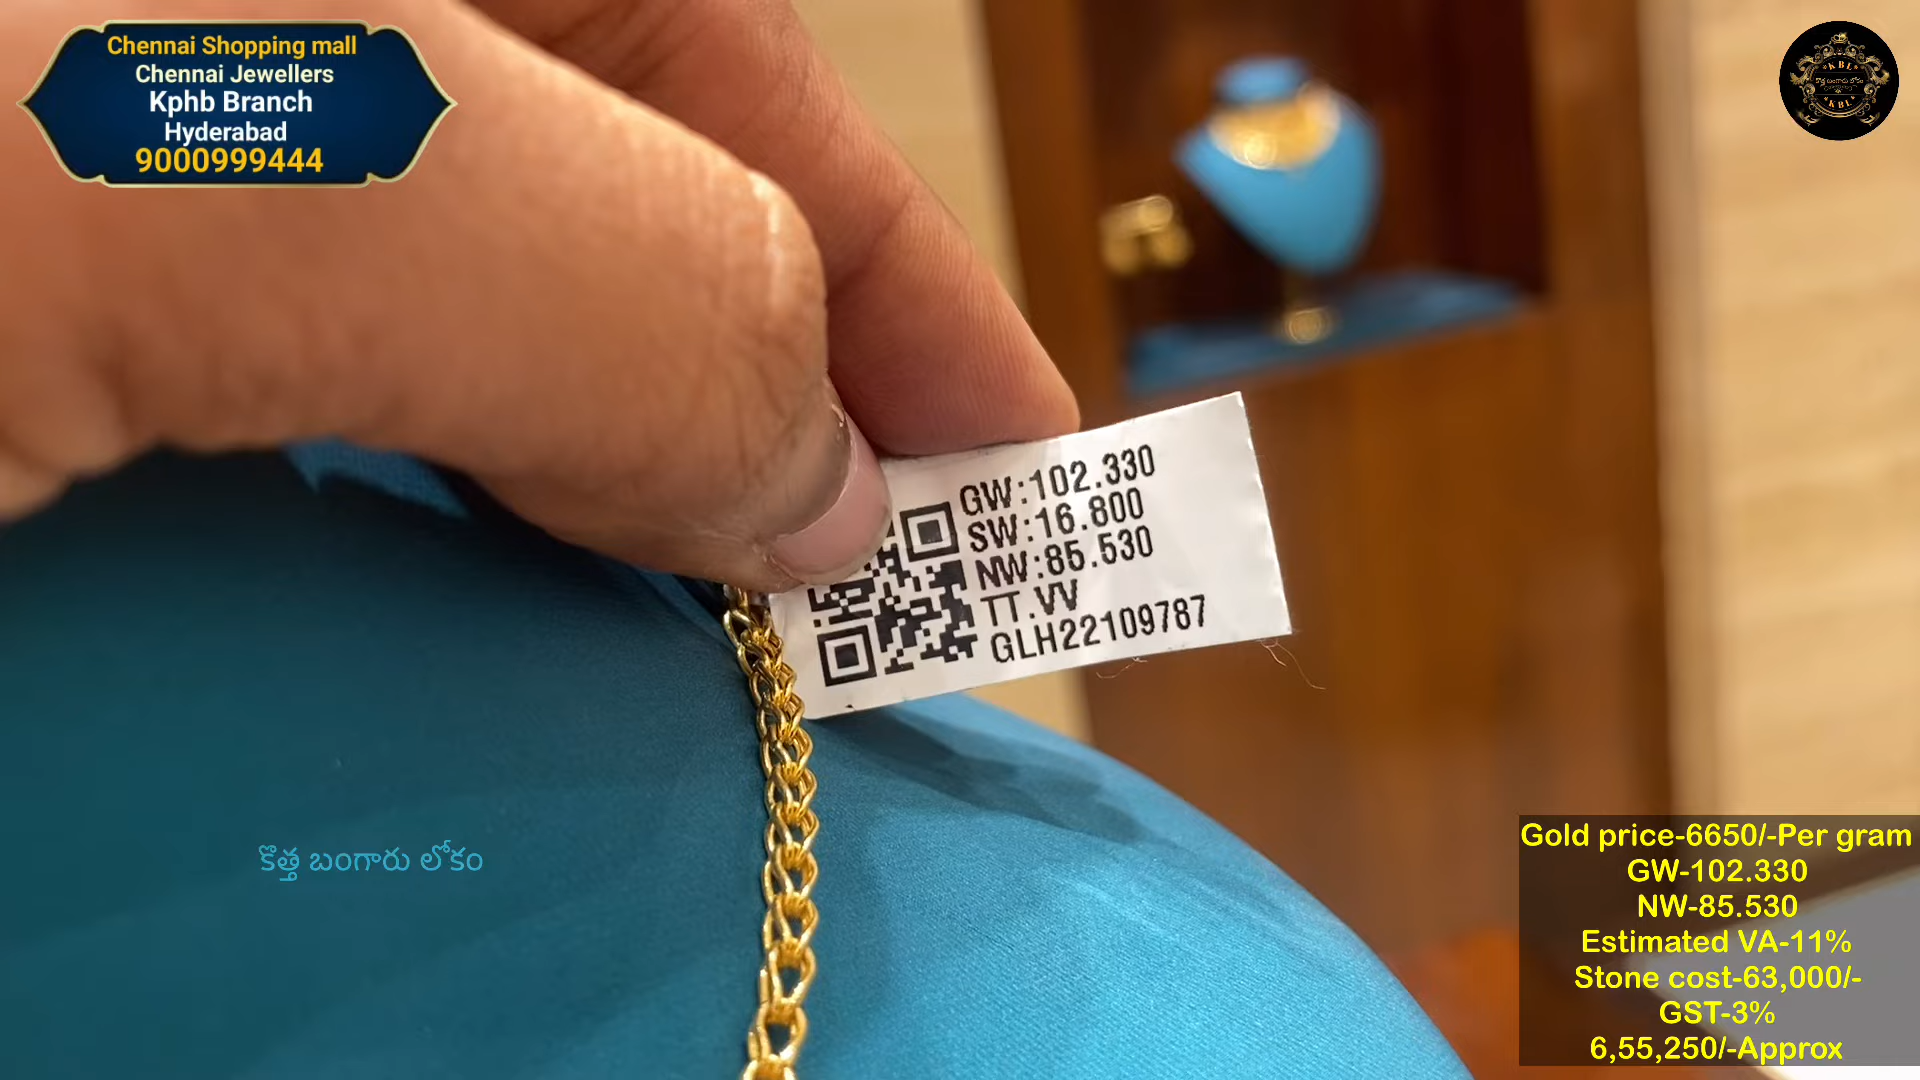 Chennai Shopping mall
Chennai Jewellers
Kphb Branch
Hyderabad
9000999444
KBL
KBL
GW:102.330
SW:16.800
NW:85.530
TT.VV
GLH22109787
కొత్త బంగారు లోకం
Gold price-6650/-Per gram
GW-102.330
NW-85.530
Estimated VA-11%
Stone cost-63,000/-
GST-3%
6,55,250/-Approx